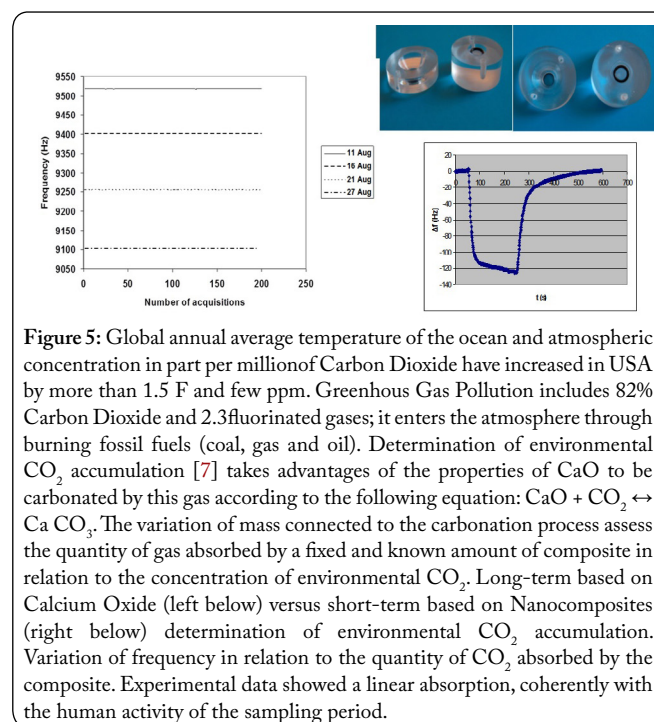 9550
9500
9450
9400
9350
9300
9250
9200
9150
9100
9050
Frequency (Hz)
0 50 100 150 200 250
Number of acquisitions
11 Aug
16 Aug
21 Aug
27 Aug
20
0
-20
-40
-60
-80
-100
-120
-140
Δf (Hz)
0 100 200 300 400 500 600 700
t (s)
Figure 5: Global annual average temperature of the ocean and atmospheric
concentration in part per millionof Carbon Dioxide have increased in USA
by more than 1.5 F and few ppm. Greenhous Gas Pollution includes 82%
Carbon Dioxide and 2.3fluorinated gases; it enters the atmosphere through
burning fossil fuels (coal, gas and oil). Determination of environmental
CO₂ accumulation [7] takes advantages of the properties of CaO to be
carbonated by this gas according to the following equation: CaO + CO₂ ↔
Ca CO₃. The variation of mass connected to the carbonation process assess
the quantity of gas absorbed by a fixed and known amount of composite in
relation to the concentration of environmental CO₂. Long-term based on
Calcium Oxide (left below) versus short-term based on Nanocomposites
(right below) determination of environmental CO₂ accumulation.
Variation of frequency in relation to the quantity of CO₂ absorbed by the
composite. Experimental data showed a linear absorption, coherently with
the human activity of the sampling period.